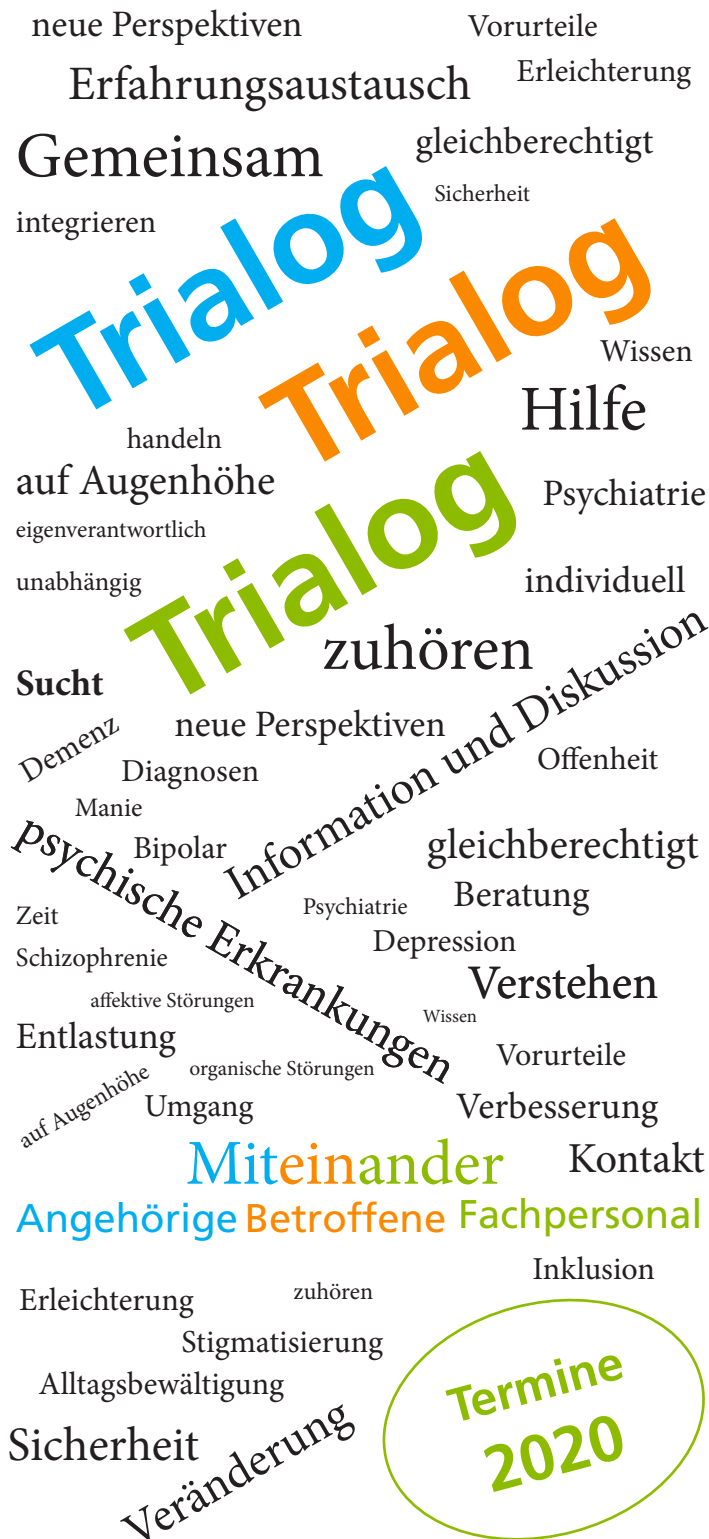 neue Perspektiven
Vorurteile
Erfahrungsaustausch
Erleichterung
Gemeinsam
gleichberechtigt
Sicherheit
integrieren
Trialog
Trialog
Wissen
Hilfe
handeln
auf Augenhöhe
Psychiatrie
eigenverantwortlich
Trialog
unabhängig
individuell
zuhören
Sucht
Information und Diskussion
neue Perspektiven
Demenz
Offenheit
Diagnosen
Manie
psychische Erkrankungen
Bipolar
gleichberechtigt
Beratung
Psychiatrie
Zeit
Depression
Schizophrenie
Verstehen
affektive Störungen
Wissen
Entlastung
Vorurteile
organische Störungen
auf Augenhöhe
Umgang
Verbesserung
Miteinander
Kontakt
Angehörige Betroffene Fachpersonal
Inklusion
Erleichterung
zuhören
Stigmatisierung
Alltagsbewältigung
Termine
2020
Sicherheit
Veränderung